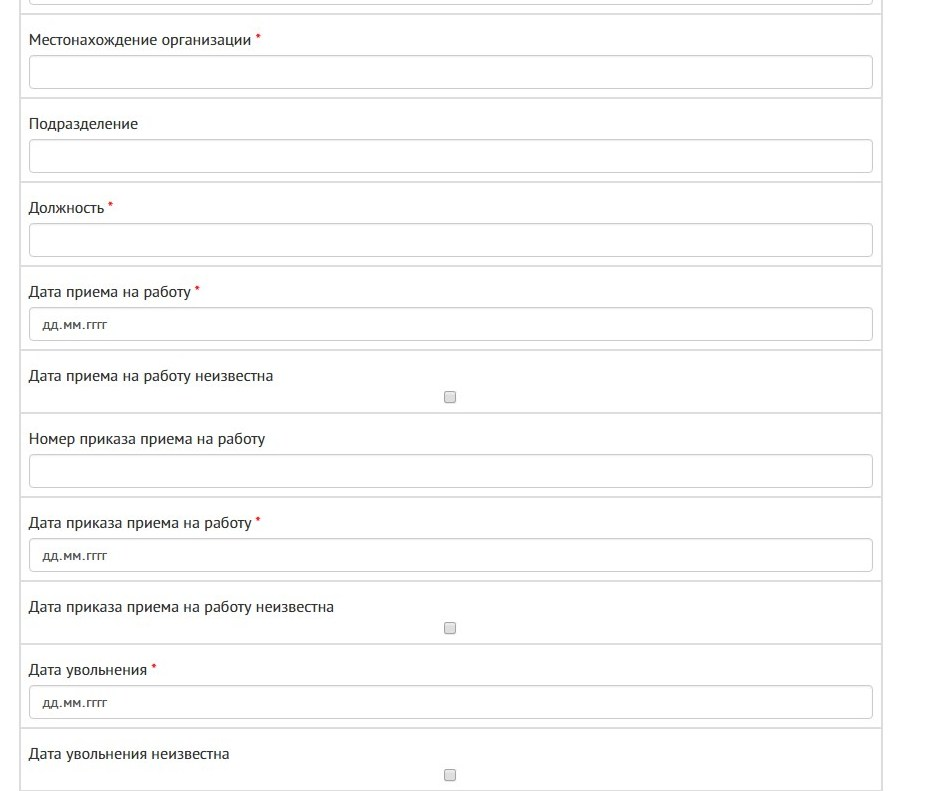 Местонахождение организации *
Подразделение
Должность *
Дата приема на работу *
дд.мм.гггг
Дата приема на работу неизвестна
Номер приказа приема на работу
Дата приказа приема на работу *
дд.мм.гггг
Дата приказа приема на работу неизвестна
Дата увольнения *
дд.мм.гггг
Дата увольнения неизвестна